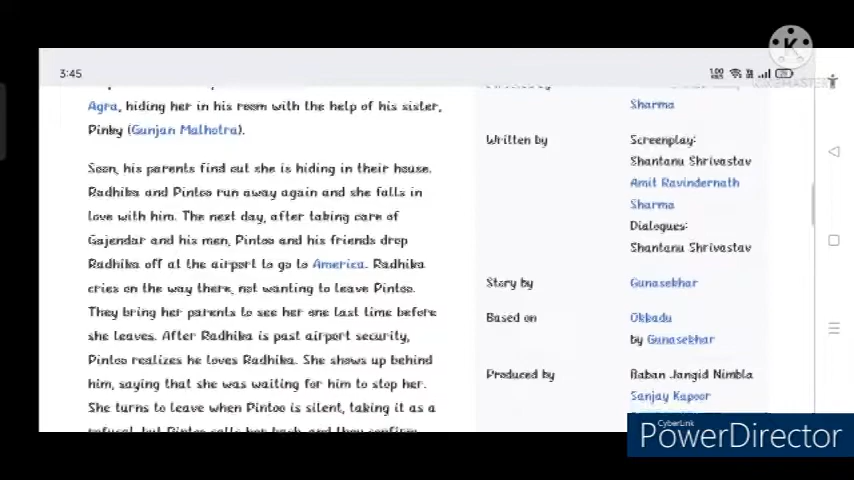 3:45
Agra, hiding her in his room with the help of his sister,
Pinky (Gunjan Malhotra).
Soon, his parents find out she is hiding in their house.
Radhika and Pintoo run away again and she falls in
love with him. The next day, after taking care of
Gajendar and his men, Pintoo and his friends drop
Radhika off at the airport to go to America. Radhika
cries on the way there, not wanting to leave Pintoo.
They bring her parents to see her one last time before
she leaves. After Radhika is past airport security,
Pintoo realizes he loves Radhika. She shows up behind
him, saying that she was waiting for him to stop her.
She turns to leave when Pintoo is silent, taking it as a
Sharma
Written by
Screenplay:
Shantanu Shrivastav
Amit Ravindernath
Sharma
Dialogues:
Shantanu Shrivastav
Story by
Gunasekhar
Based on
Okkadu
by Gunasekhar
Produced by
Baban Jangid Nimbla
Sanjay Kapoor
K
KINEMASTER
CyberLink
PowerDirector